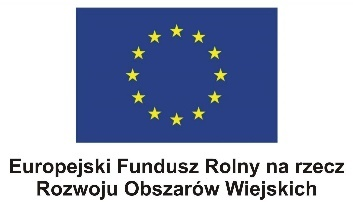 Europejski Fundusz Rolny na rzecz
Rozwoju Obszarów Wiejskich